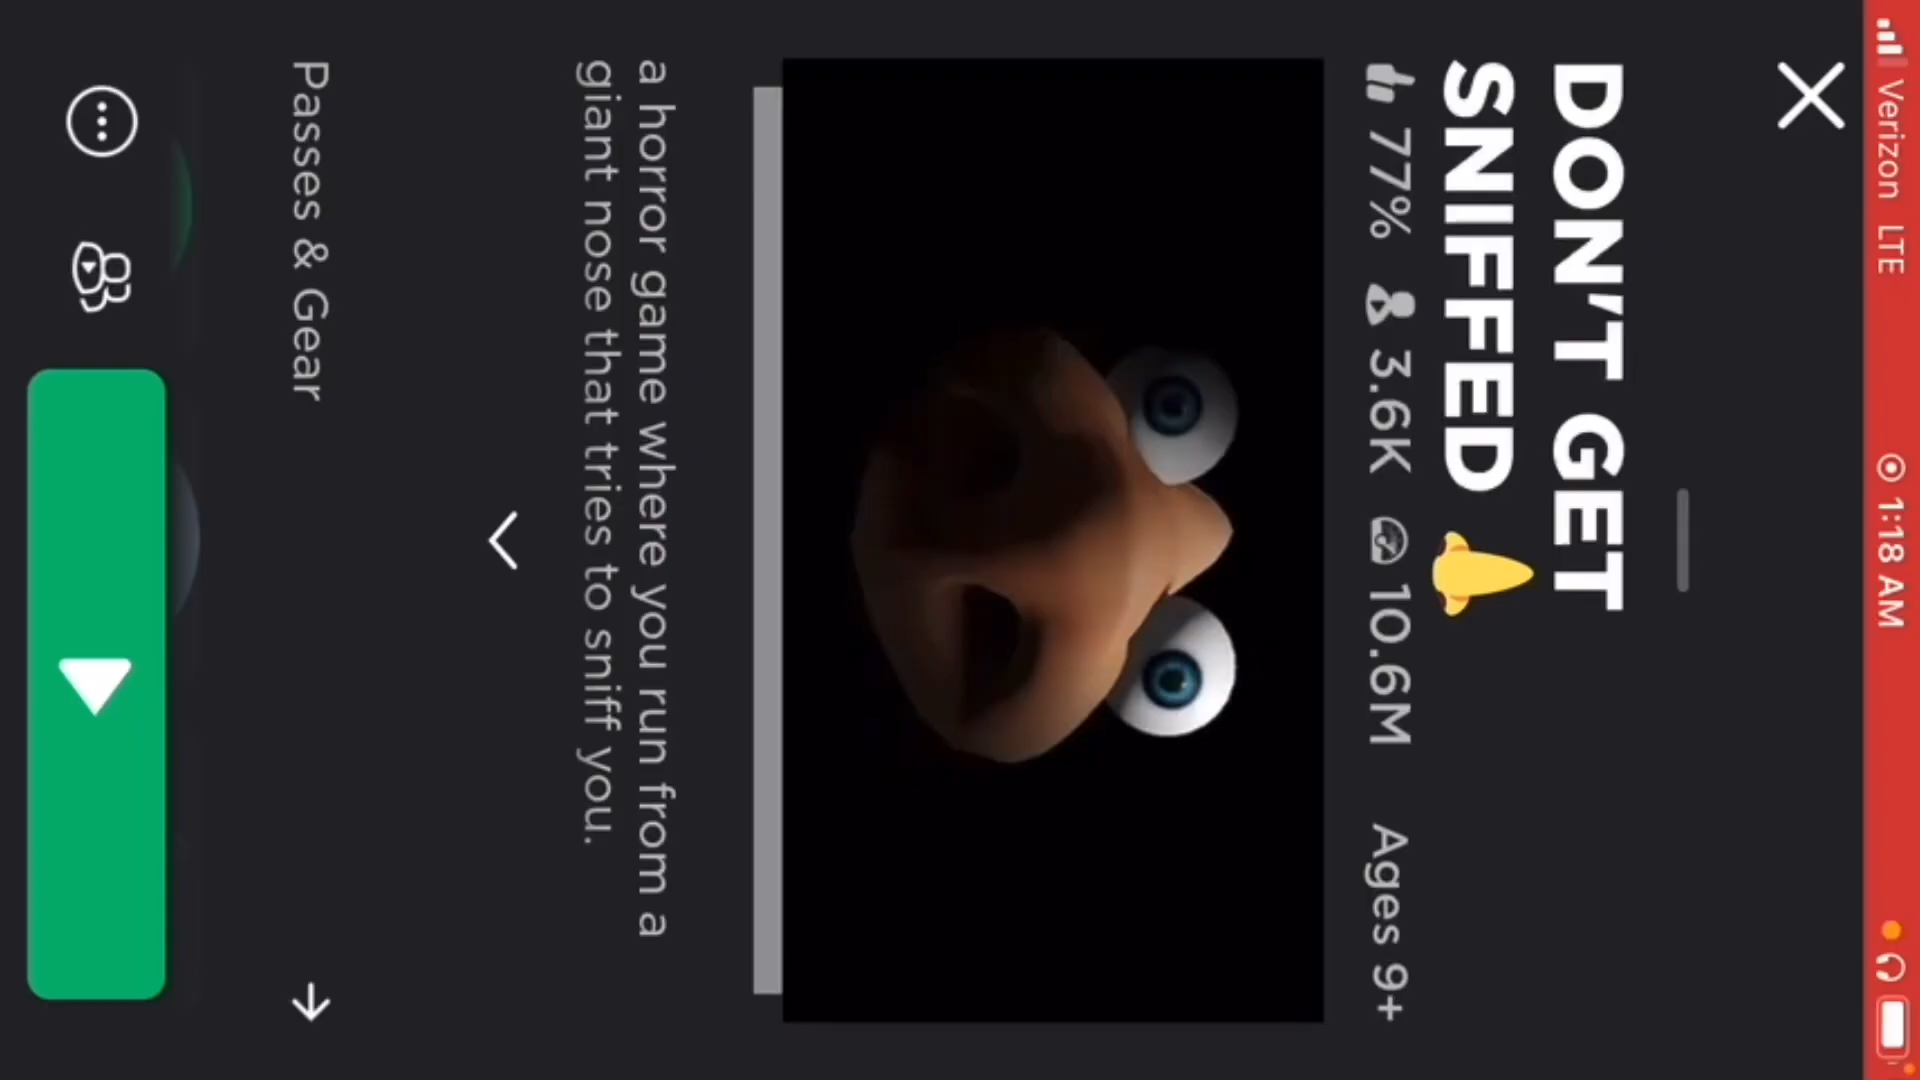 Verizon LTE 1:18 AM
DON'T GET
SNIFFED 👃
77% 3.6K 10.6M Ages 9+
a horror game where you run from a
giant nose that tries to sniff you.
Passes & Gear